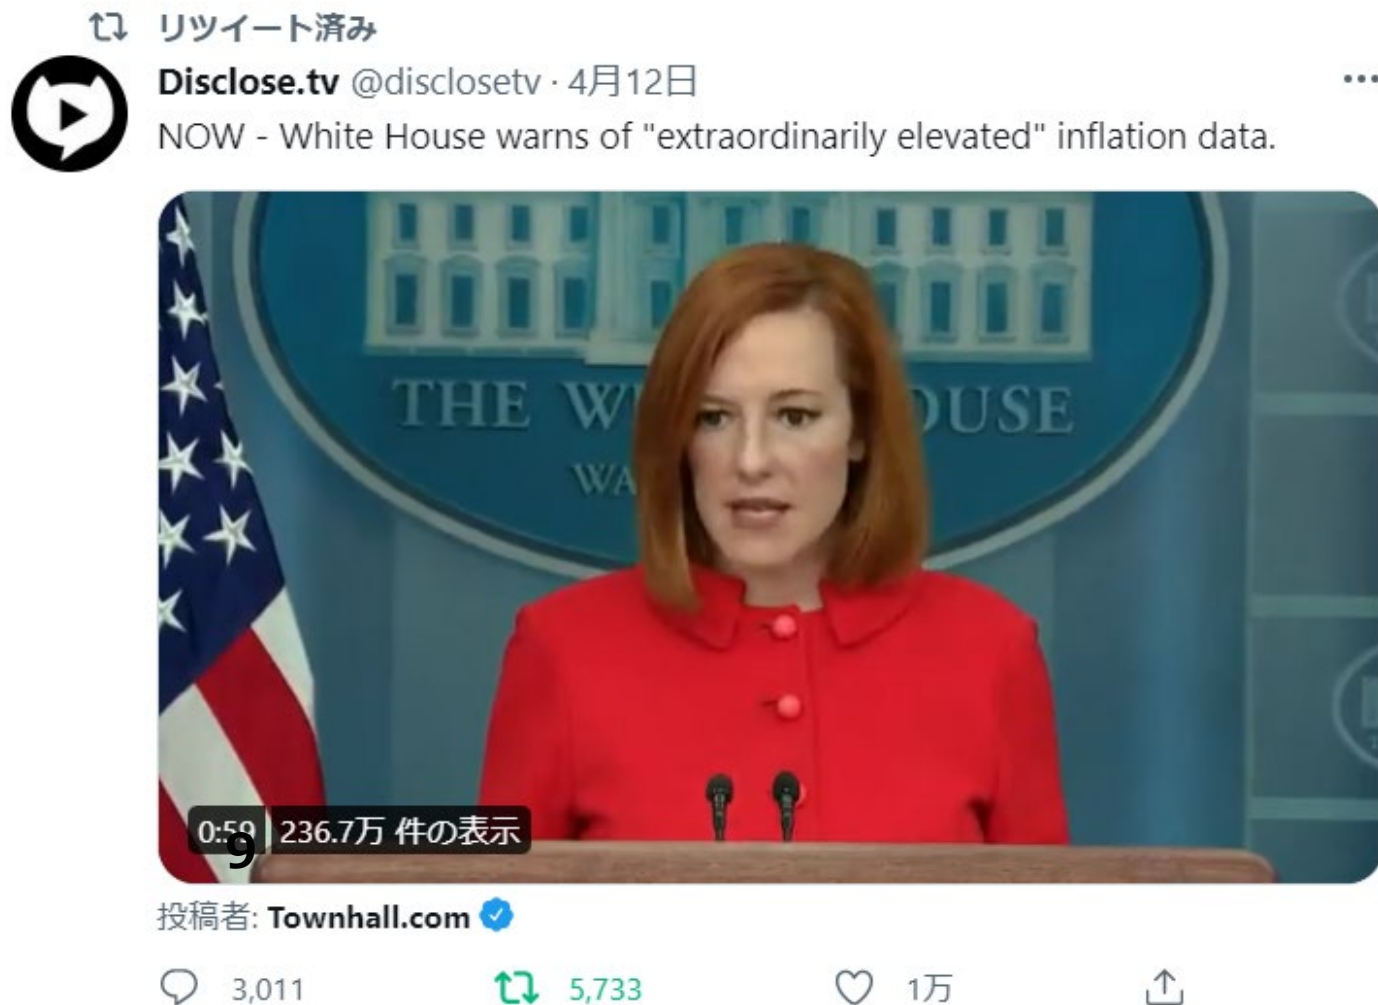 リツイート済み
Disclose.tv @disclosetv · 4月12日
NOW - White House warns of "extraordinarily elevated" inflation data.
THE W OUSE
WA
0:59 236.7万 件の表示
9
投稿者: Townhall.com
3,011 5,733 1万